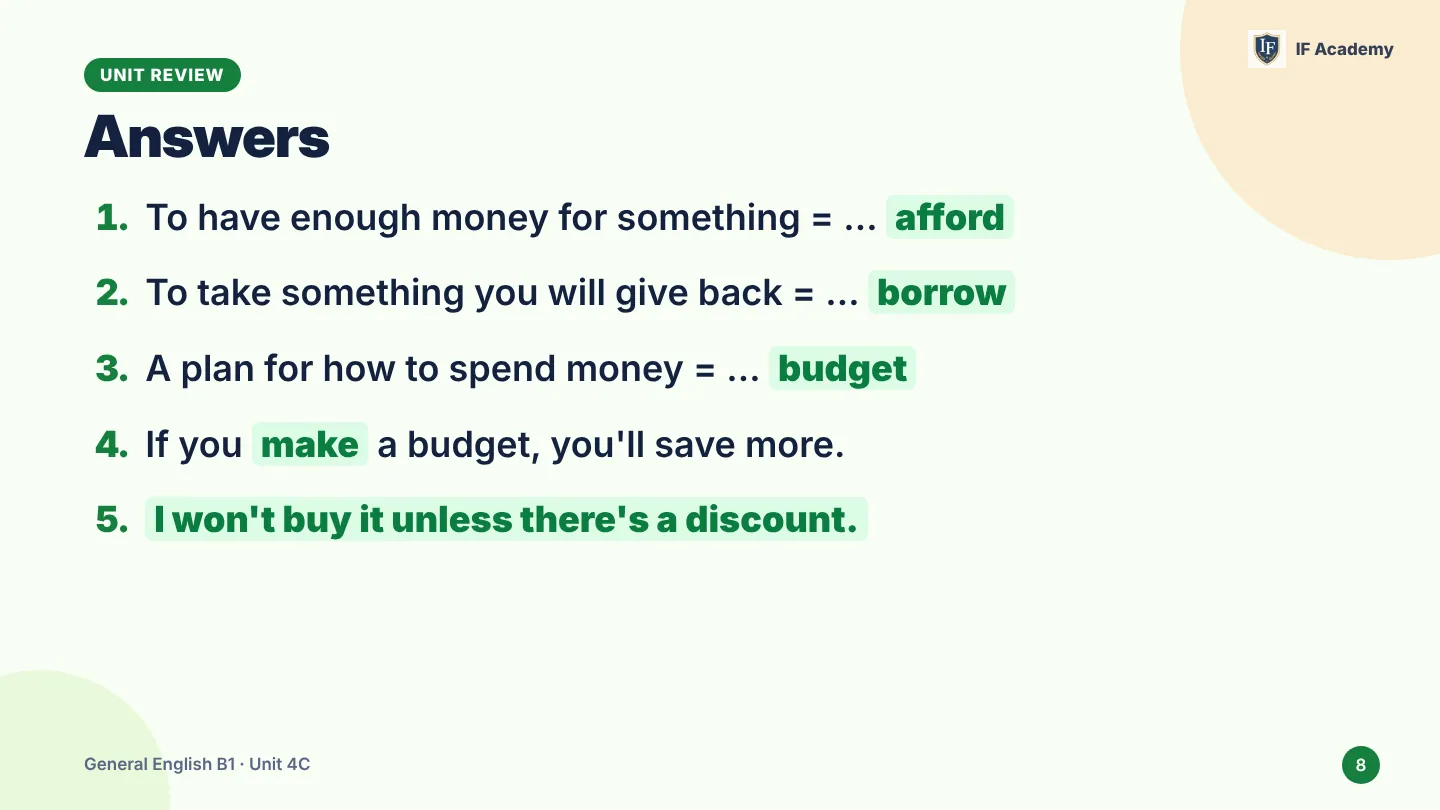 IF IF Academy
UNIT REVIEW
Answers
1. To have enough money for something = ... afford
2. To take something you will give back = ... borrow
3. A plan for how to spend money = ... budget
4. If you make a budget, you'll save more.
5. I won't buy it unless there's a discount.
General English B1 · Unit 4C
8